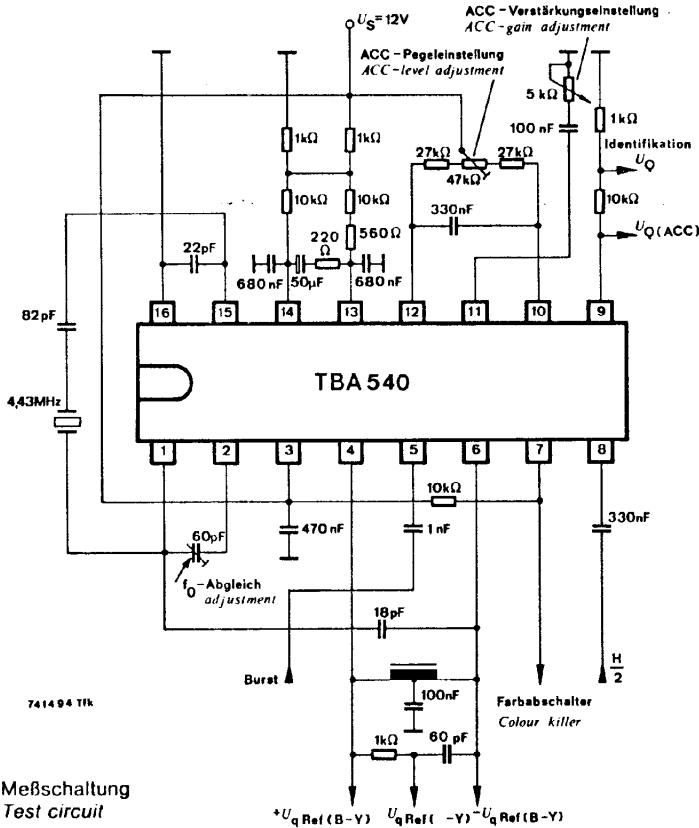 U_S = 12V
ACC – Verstärkungseinstellung
ACC-gain adjustment
ACC – Pegeleinstellung
ACC-level adjustment
5 kΩ
100 nF
1kΩ
1kΩ
1kΩ
27kΩ
27kΩ
47kΩ
Identifikation
U_Q
10kΩ
10kΩ
10kΩ
330nF
560Ω
220
Ω
U_Q(ACC)
22pF
680 nF
50µF
680 nF
82 pF
16
15
14
13
12
11
10
9
TBA 540
4,43MHz
1
2
3
4
5
6
7
8
10kΩ
60pF
470 nF
1 nF
330nF
f_0 – Abgleich
adjustment
18pF
Burst
H
2
100nF
Farbabschalter
Colour killer
741494 Tfk
1kΩ
60 pF
Meßschaltung
Test circuit
+U_q Ref (B–Y)
U_q Ref ( –Y)
–U_q Ref (B–Y)